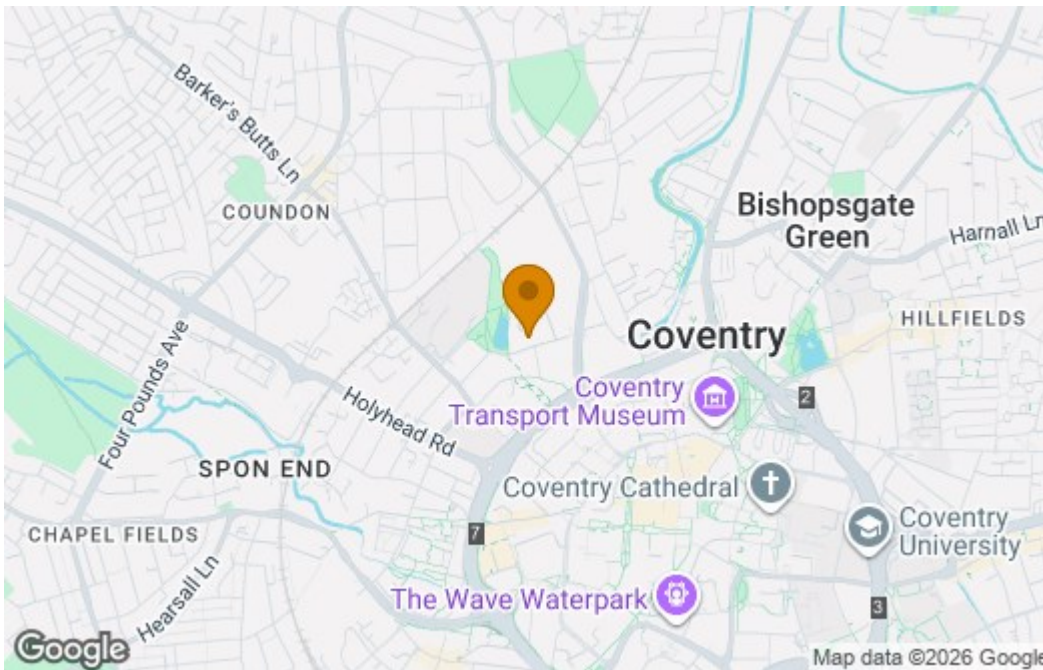 Barker's Butts Ln
COUNDON
Bishopsgate
Green
Harnall Ln
HILLFIELDS
Coventry
Four Pounds Ave
Coventry
Transport Museum
2
Holyhead Rd
SPON END
Coventry Cathedral
CHAPEL FIELDS
7
Coventry
University
Hearsall Ln
The Wave Waterpark
3
Google
Map data ©2026 Google